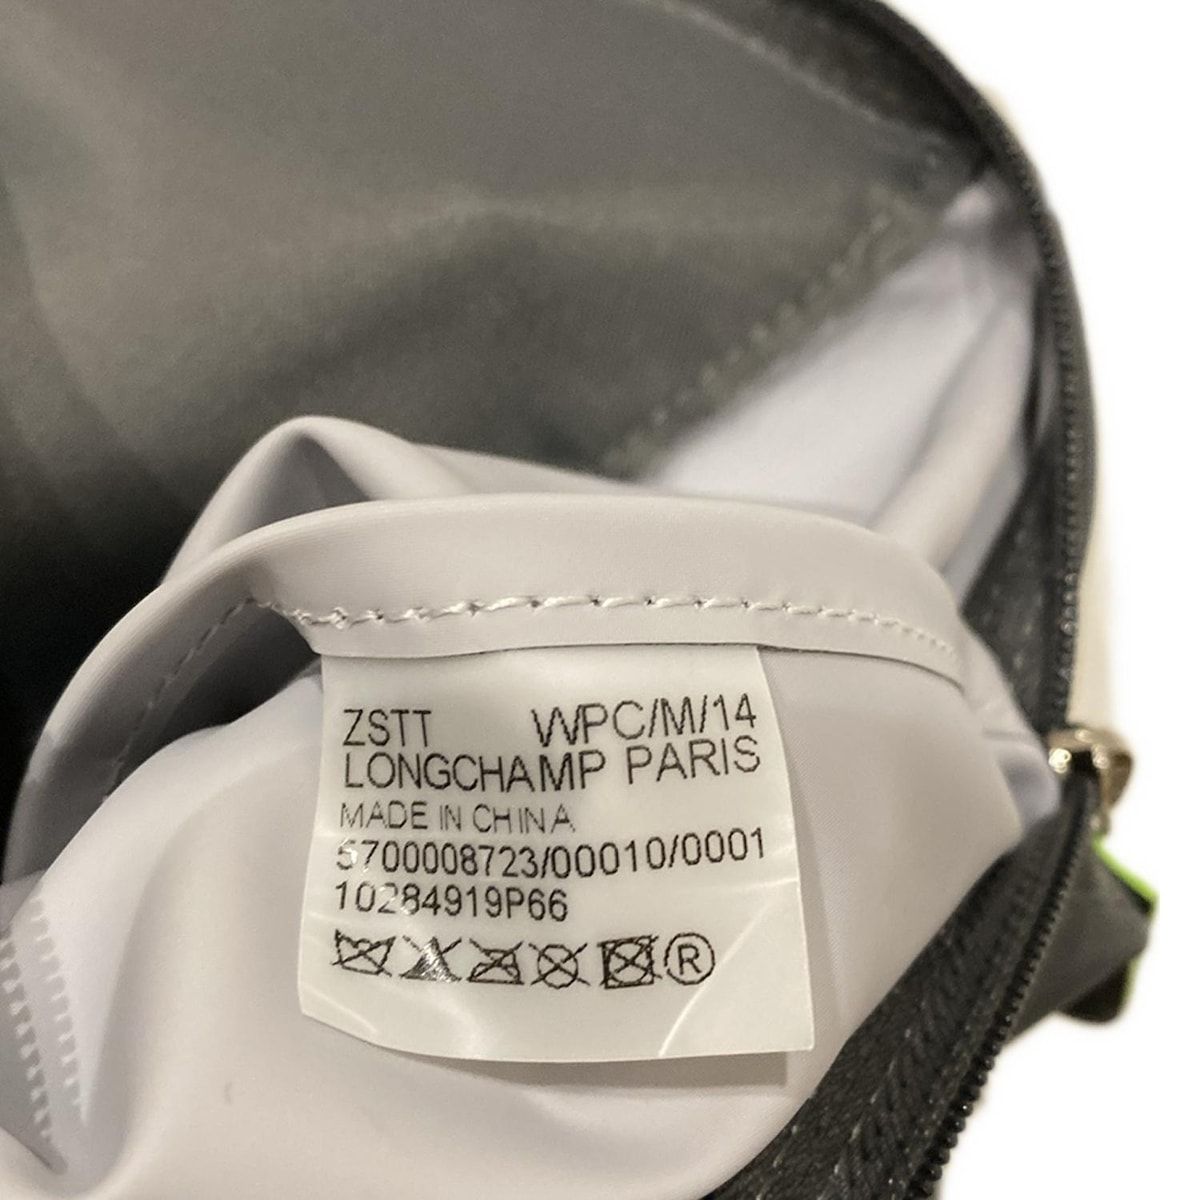 ZSTT WPC/M/14
LONGCHAMP PARIS
MADE IN CHINA
5700008723/00010/0001
10284919P66
®